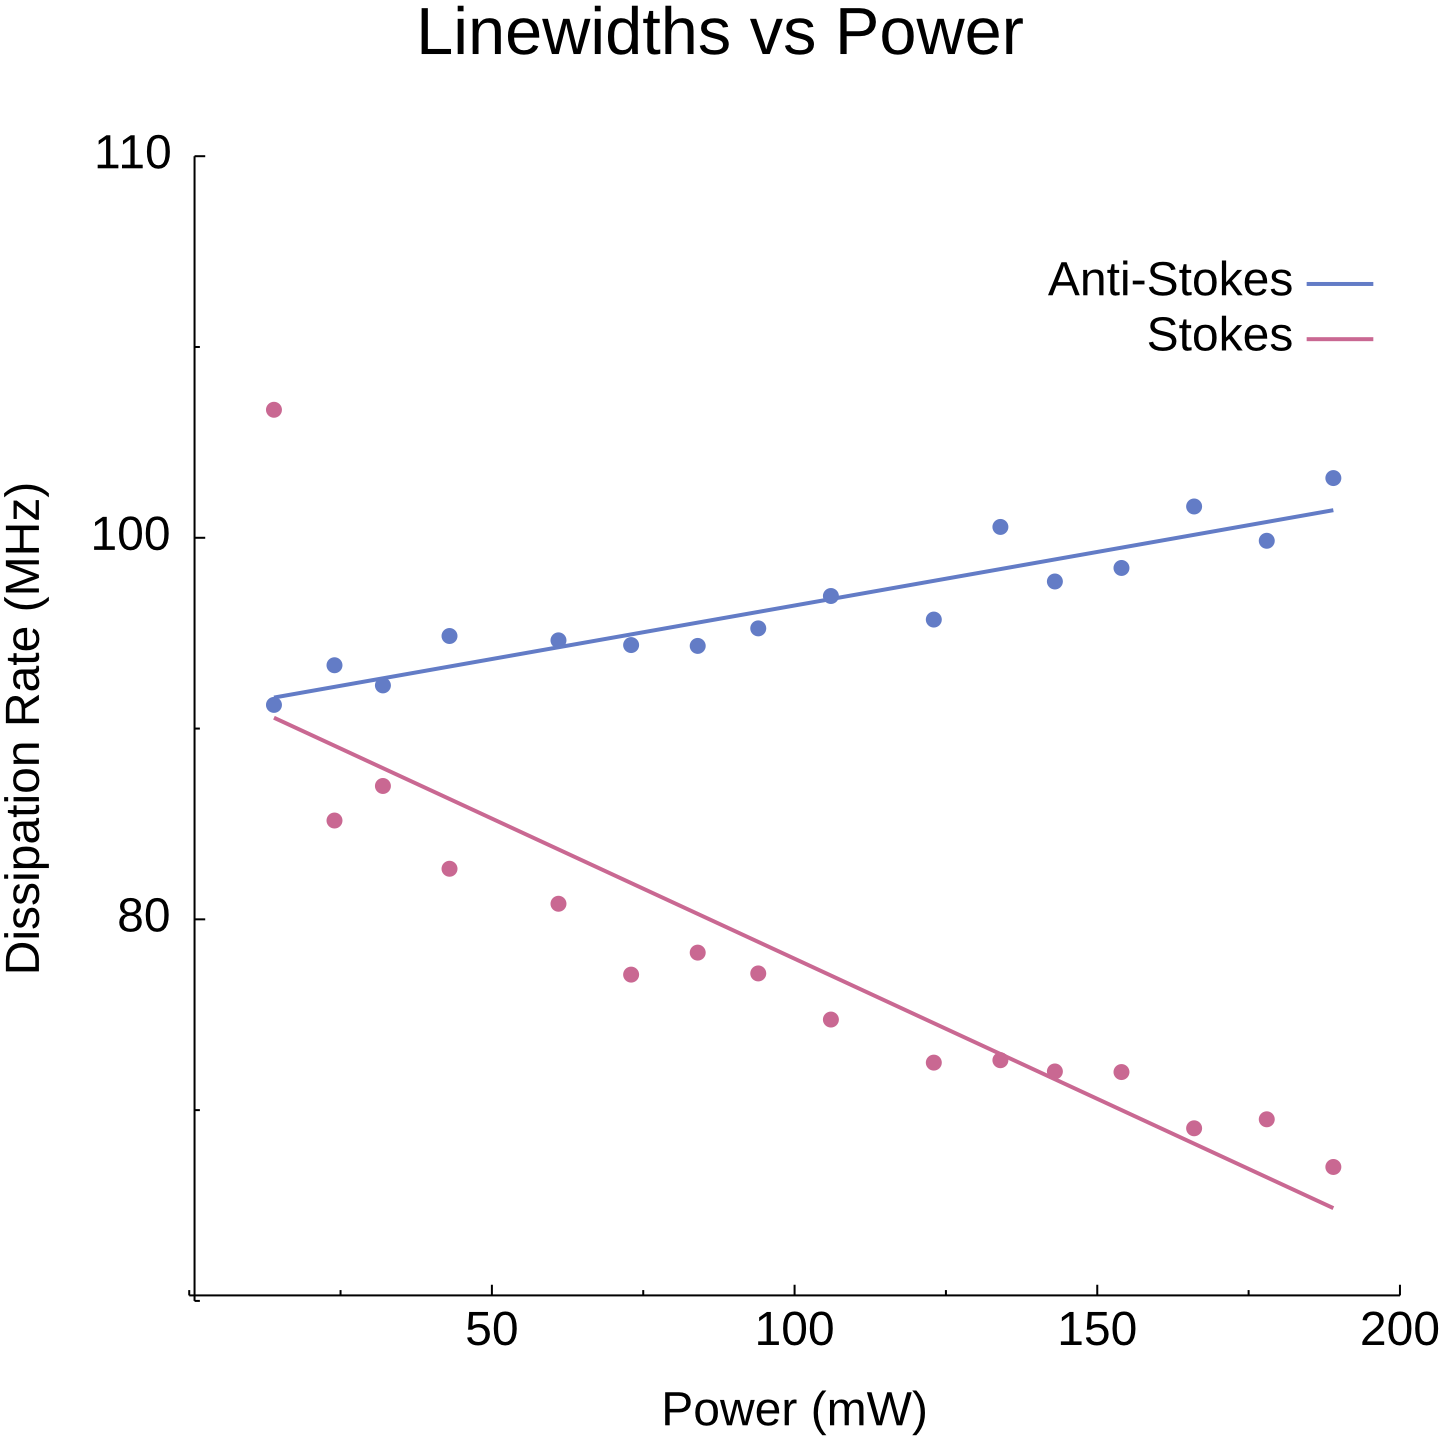 Linewidths vs Power
110
Anti-Stokes
Stokes
100
Dissipation Rate (MHz)
80
50 100 150 200
Power (mW)